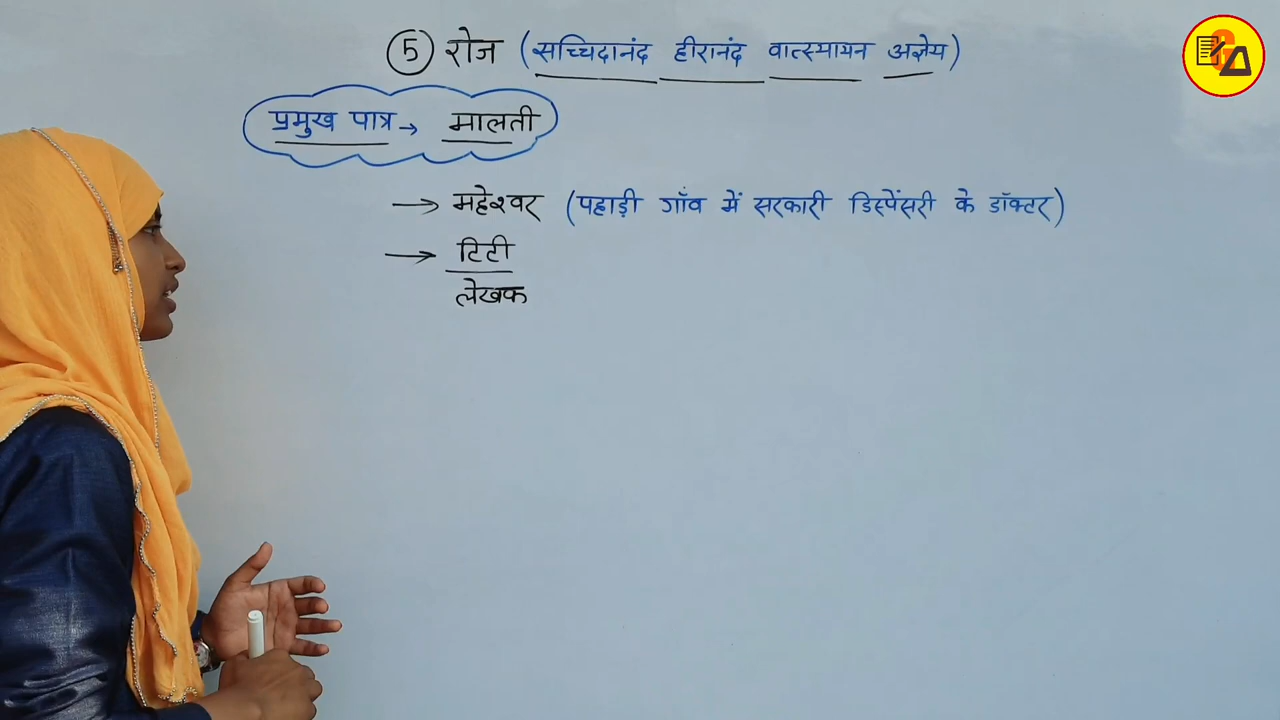 5 रोज (सच्चिदानंद हीरानंद वात्स्यायन अज्ञेय)
प्रमुख पात्र → मालती
→ महेश्वर (पहाड़ी गाँव में सरकारी डिस्पेंसरी के डॉक्टर)
→ टिटी
लेखक